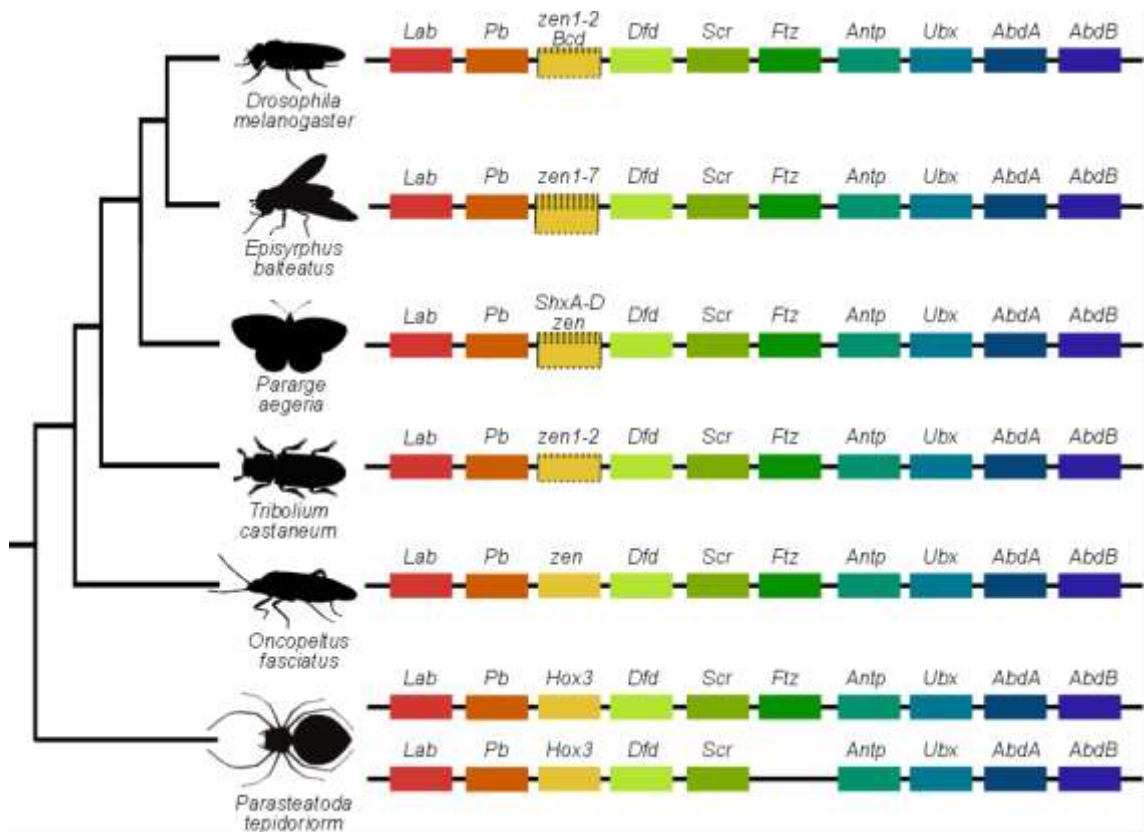 zen1-2
Lab Pb Bcd Dfd Scr Ftz Antp Ubx AbdA AbdB
Drosophila
melanogaster
Lab Pb zen1-7 Dfd Scr Ftz Antp Ubx AbdA AbdB
Episyrphus
balteatus
ShxA-D
Lab Pb zen Dfd Scr Ftz Antp Ubx AbdA AbdB
Pararge
aegeria
Lab Pb zen1-2 Dfd Scr Ftz Antp Ubx AbdA AbdB
Tribolium
castaneum
Lab Pb zen Dfd Scr Ftz Antp Ubx AbdA AbdB
Oncopeltus
fasciatus
Lab Pb Hox3 Dfd Scr Ftz Antp Ubx AbdA AbdB
Lab Pb Hox3 Dfd Scr Antp Ubx AbdA AbdB
Parasteatoda
tepidoriorm